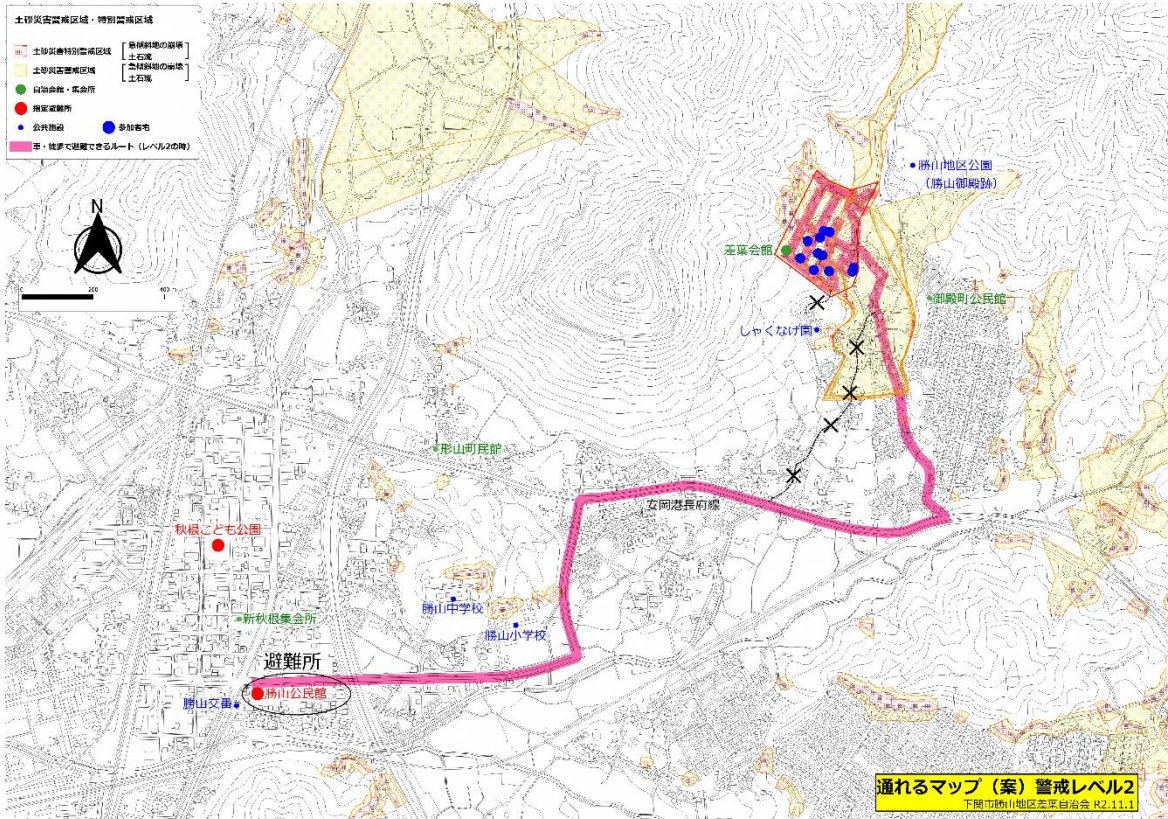 土砂災害警戒区域・特別警戒区域
土砂災害特別警戒区域
急傾斜地の崩壊
土石流
土砂災害警戒区域
急傾斜地の崩壊
土石流
自治会館・集会所
指定避難所
公共施設
参加者宅
車・徒歩で避難できるルート（レベル2の時）
N
0
200
400
勝山地区公園
（勝山御殿跡）
差葉会館
御殿町公民館
しゃくなげ園
形山町民館
安岡港長府線
秋根こども公園
勝山中学校
新秋根集会所
勝山小学校
避難所
勝山公民館
勝山交番
通れるマップ（案）警戒レベル2
下関市勝山地区差葉自治会 R2.11.1